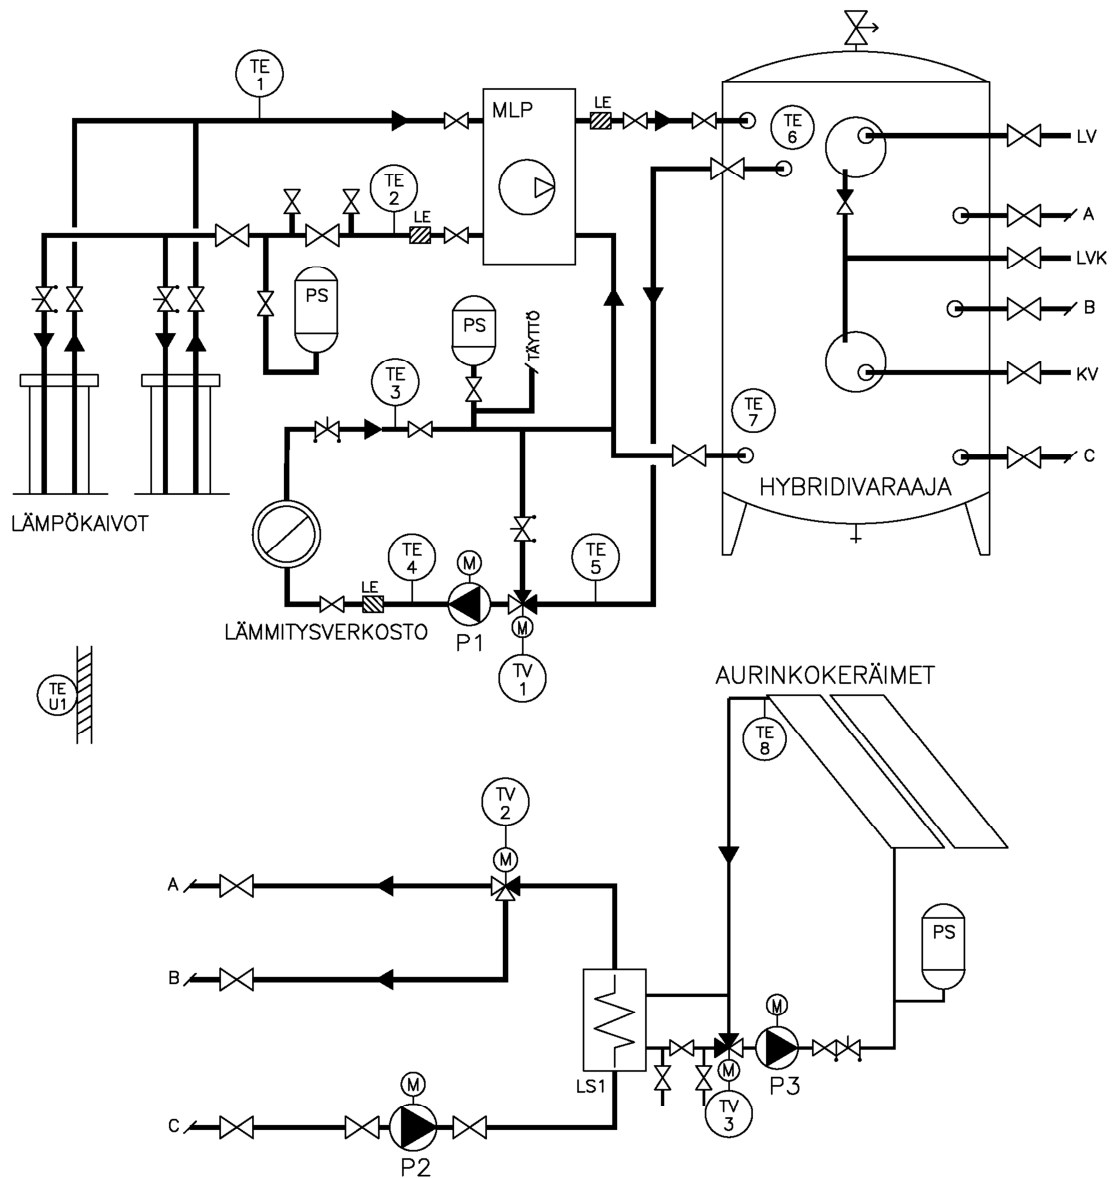 TE
1
MLP
LE
TE
6
LV
TE
2
LE
A
LVK
PS
B
PS
TÄYTTÖ
TE
3
KV
TE
7
C
HYBRIDIVARAAJA
LÄMPÖKAIVOT
TE
4
M
TE
5
LE
LÄMMITYSVERKOSTO
P1
M
TV
1
TE
U1
AURINKOKERÄIMET
TE
8
TV
2
M
A
PS
B
M
LS1
P3
M
TV
3
M
C
P2